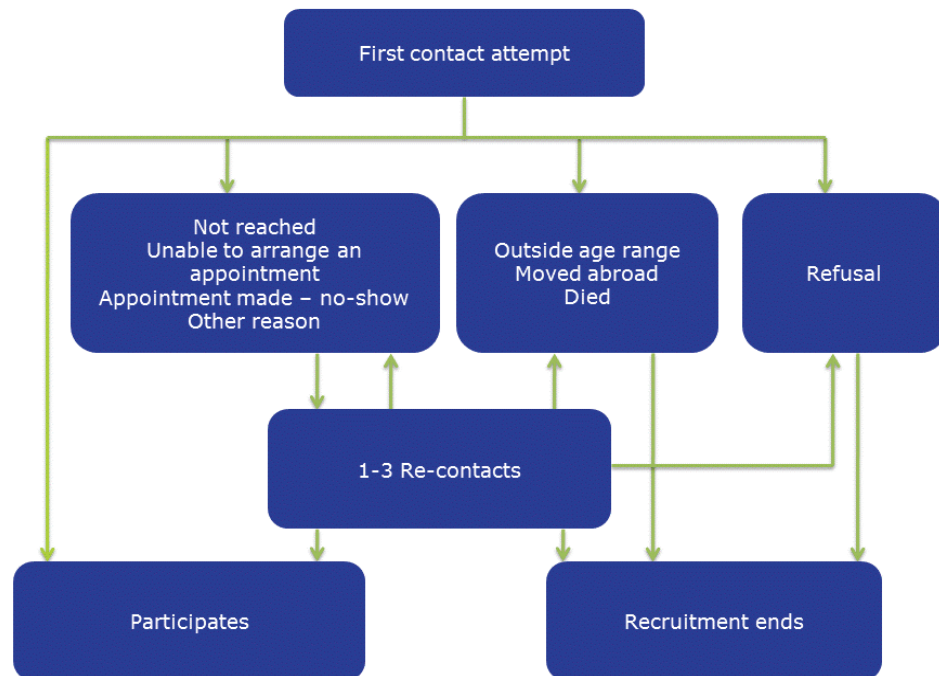 First contact attempt
Not reached
Unable to arrange an
appointment
Appointment made – no-show
Other reason
Outside age range
Moved abroad
Died
Refusal
1-3 Re-contacts
Participates
Recruitment ends